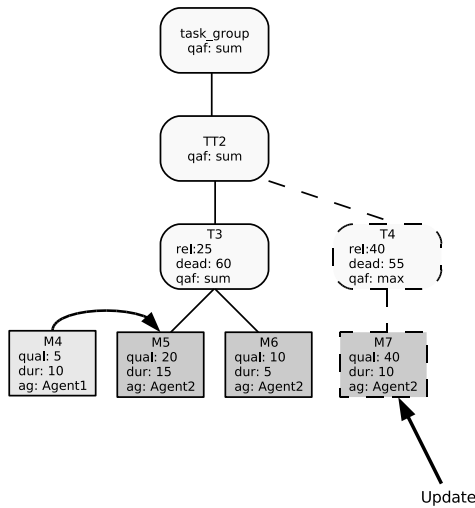 task_group
qaf: sum
TT2
qaf: sum
T3
rel:25
dead: 60
qaf: sum
T4
rel:40
dead: 55
qaf: max
M4
qual: 5
dur: 10
ag: Agent1
M5
qual: 20
dur: 15
ag: Agent2
M6
qual: 10
dur: 5
ag: Agent2
M7
qual: 40
dur: 10
ag: Agent2
Update